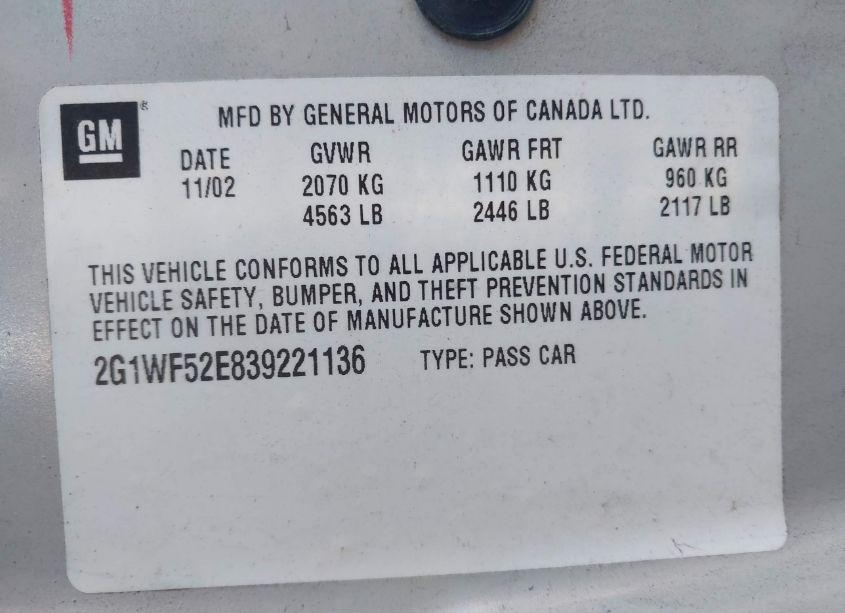 GM ®
MFD BY GENERAL MOTORS OF CANADA LTD.
DATE GVWR GAWR FRT GAWR RR
11/02 2070 KG 1110 KG 960 KG
4563 LB 2446 LB 2117 LB
THIS VEHICLE CONFORMS TO ALL APPLICABLE U.S. FEDERAL MOTOR
VEHICLE SAFETY, BUMPER, AND THEFT PREVENTION STANDARDS IN
EFFECT ON THE DATE OF MANUFACTURE SHOWN ABOVE.
2G1WF52E839221136 TYPE: PASS CAR